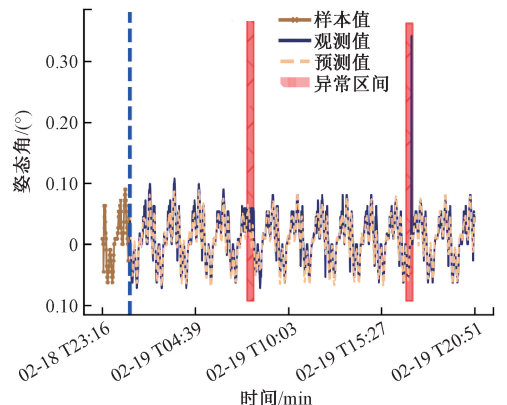 样本值
观测值
预测值
异常区间
姿态角/(°)
0.30
0.20
0.10
0
0.10
02-18 T23:16
02-19 T04:39
02-19 T10:03
02-19 T15:27
02-19 T20:51
时间/min